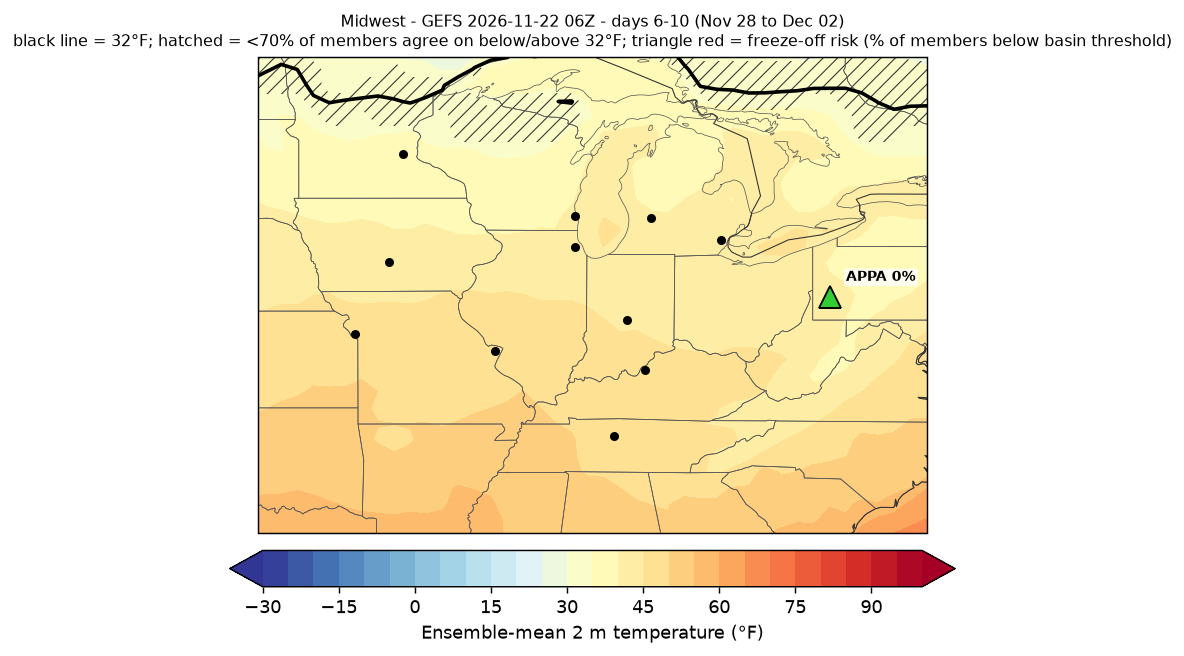 Midwest - GEFS 2026-11-22 06Z - days 6-10 (Nov 28 to Dec 02)
black line = 32°F; hatched = <70% of members agree on below/above 32°F; triangle red = freeze-off risk (% of members below basin threshold)
APPA 0%
−30 −15 0 15 30 45 60 75 90
Ensemble-mean 2 m temperature (°F)